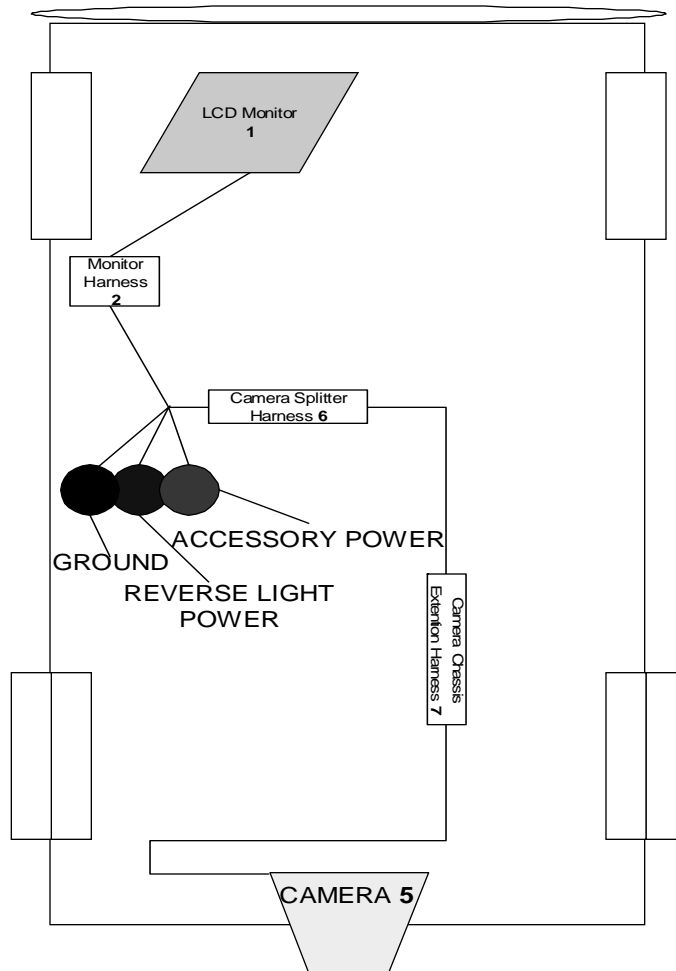 LCD Monitor
1
Monitor
Harness
2
Camera Splitter
Harness 6
ACCESSORY POWER
GROUND
REVERSE LIGHT
POWER
Camera Chassis
Extention Harness 7
CAMERA 5